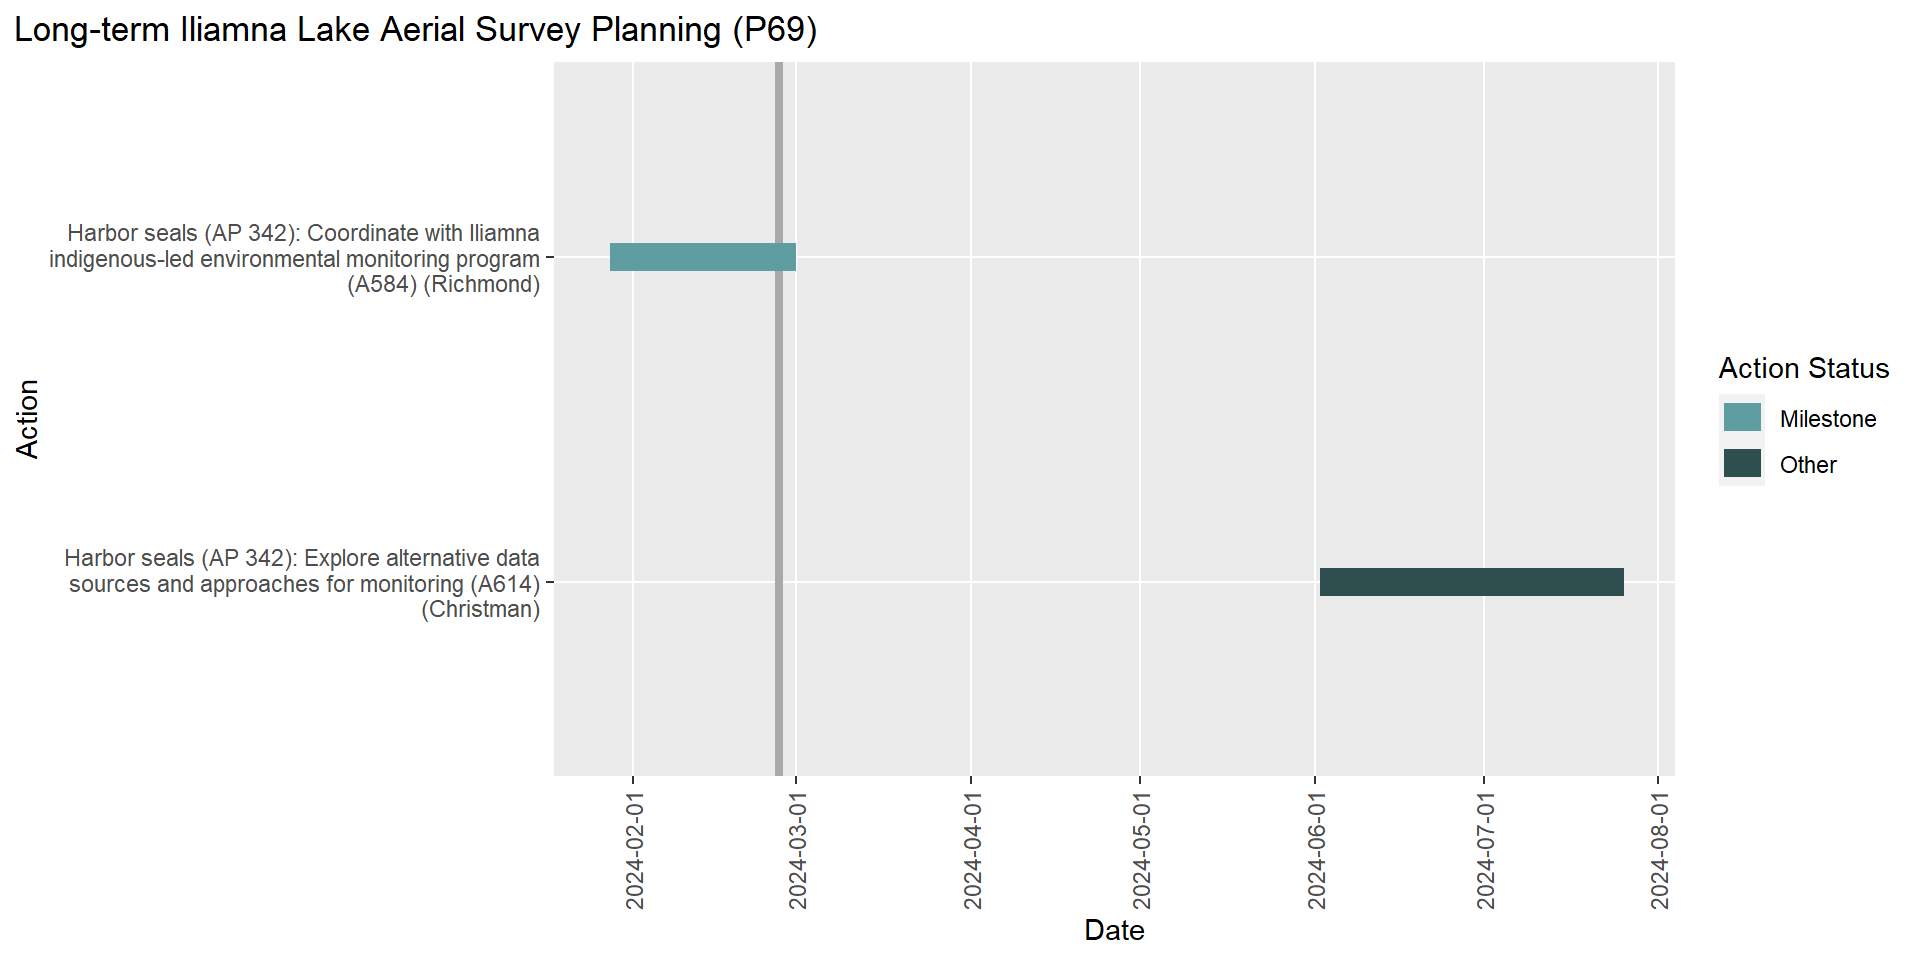 Long-term Iliamna Lake Aerial Survey Planning (P69)
Harbor seals (AP 342): Coordinate with Iliamna
indigenous-led environmental monitoring program
(A584) (Richmond)
Harbor seals (AP 342): Explore alternative data
sources and approaches for monitoring (A614)
(Christman)
Action
2024-02-01
2024-03-01
2024-04-01
2024-05-01
2024-06-01
2024-07-01
2024-08-01
Date
Action Status
Milestone
Other